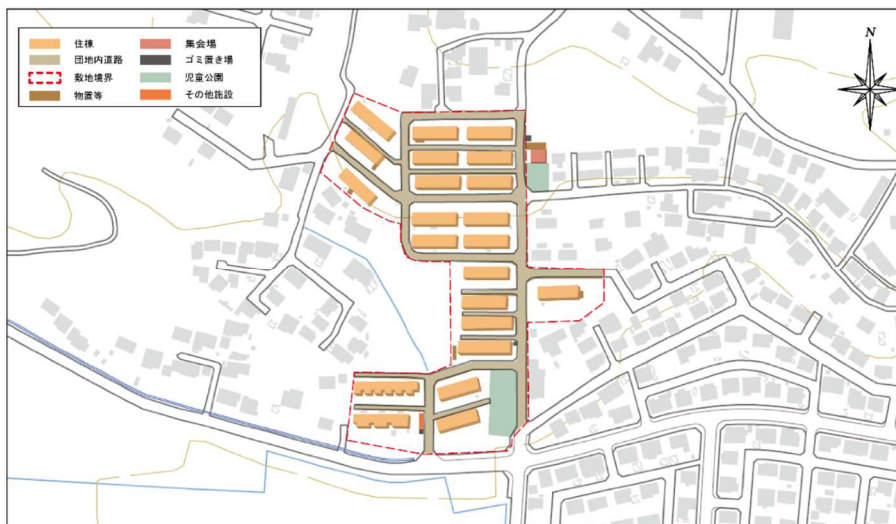 住棟
団地内道路
敷地境界
物置等
集会場
ゴミ置き場
児童公園
その他施設
N